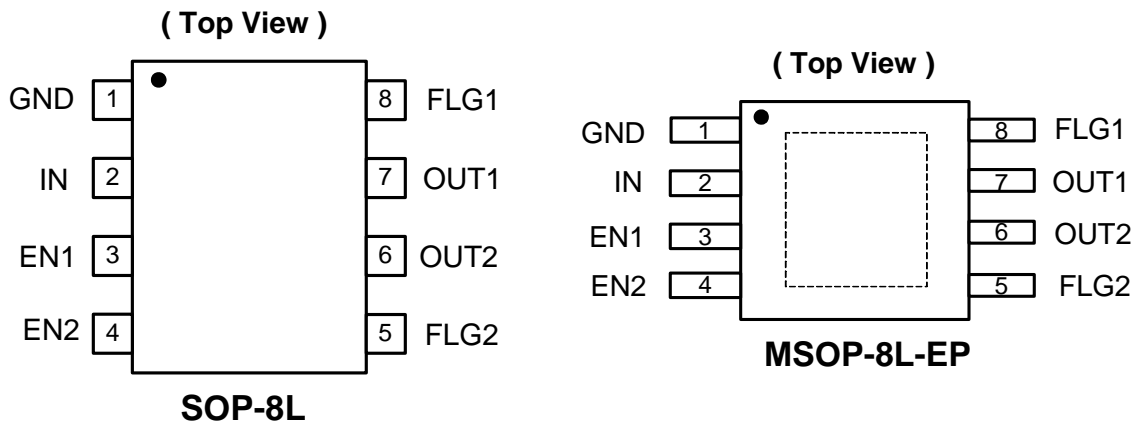 ( Top View )
GND 1 8 FLG1
IN 2 7 OUT1
EN1 3 6 OUT2
EN2 4 5 FLG2
SOP-8L
( Top View )
GND 1 8 FLG1
IN 2 7 OUT1
EN1 3 6 OUT2
EN2 4 5 FLG2
MSOP-8L-EP